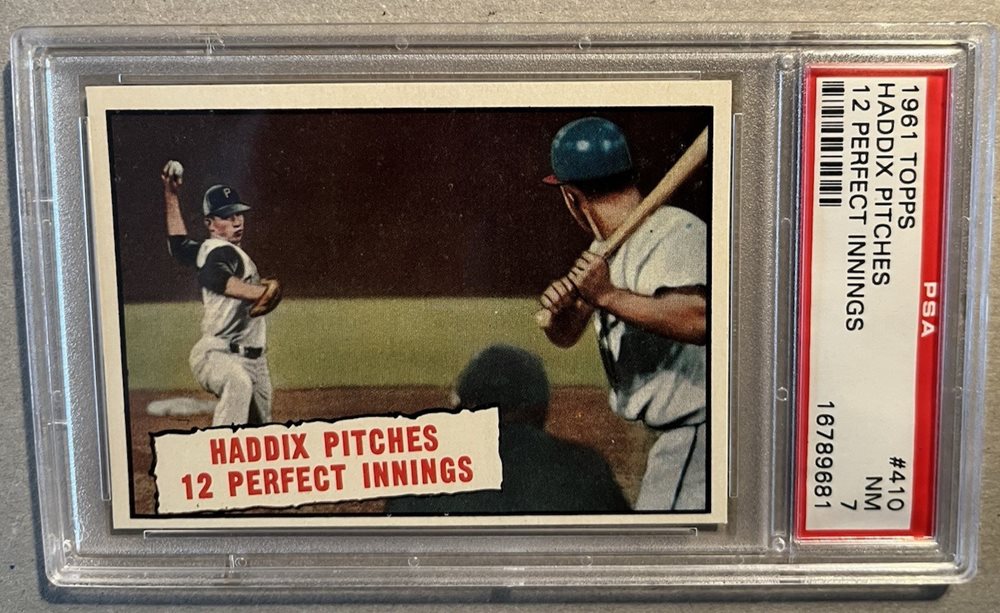 HADDIX PITCHES
12 PERFECT INNINGS
P
1961 TOPPS
HADDIX PITCHES
12 PERFECT INNINGS
#410
NM
7
16789681
PSA